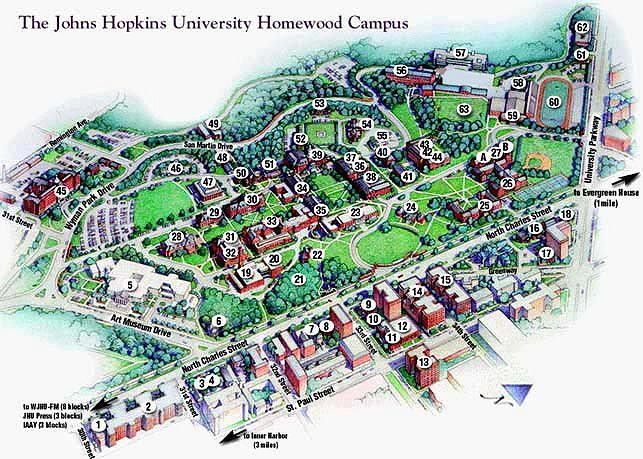 The Johns Hopkins University Homewood Campus
57
62
56
61
58
Remington Ave.
49
53
63
60
59
San Martin Drive
54
55
University Parkway
52
43
46
48
51
39
37
40
42
B
27
50
36
44
A
47
38
41
45
34
26
to Evergreen House
(1 mile)
Wyman Park Drive
30
31st Street
29
35
23
24
25
33
28
31
North Charles Street
18
32
22
16
20
17
19
21
Greenway
5
15
14
9
6
10
12
34th Street
Art Museum Drive
7
8
11
33rd Street
13
North Charles Street
4
3
32nd Street
St. Paul Street
to WJHU-FM (8 blocks)
JHU Press (3 blocks)
IAAY (3 blocks)
2
31st Street
1
30th Street
to Inner Harbor
(3 miles)